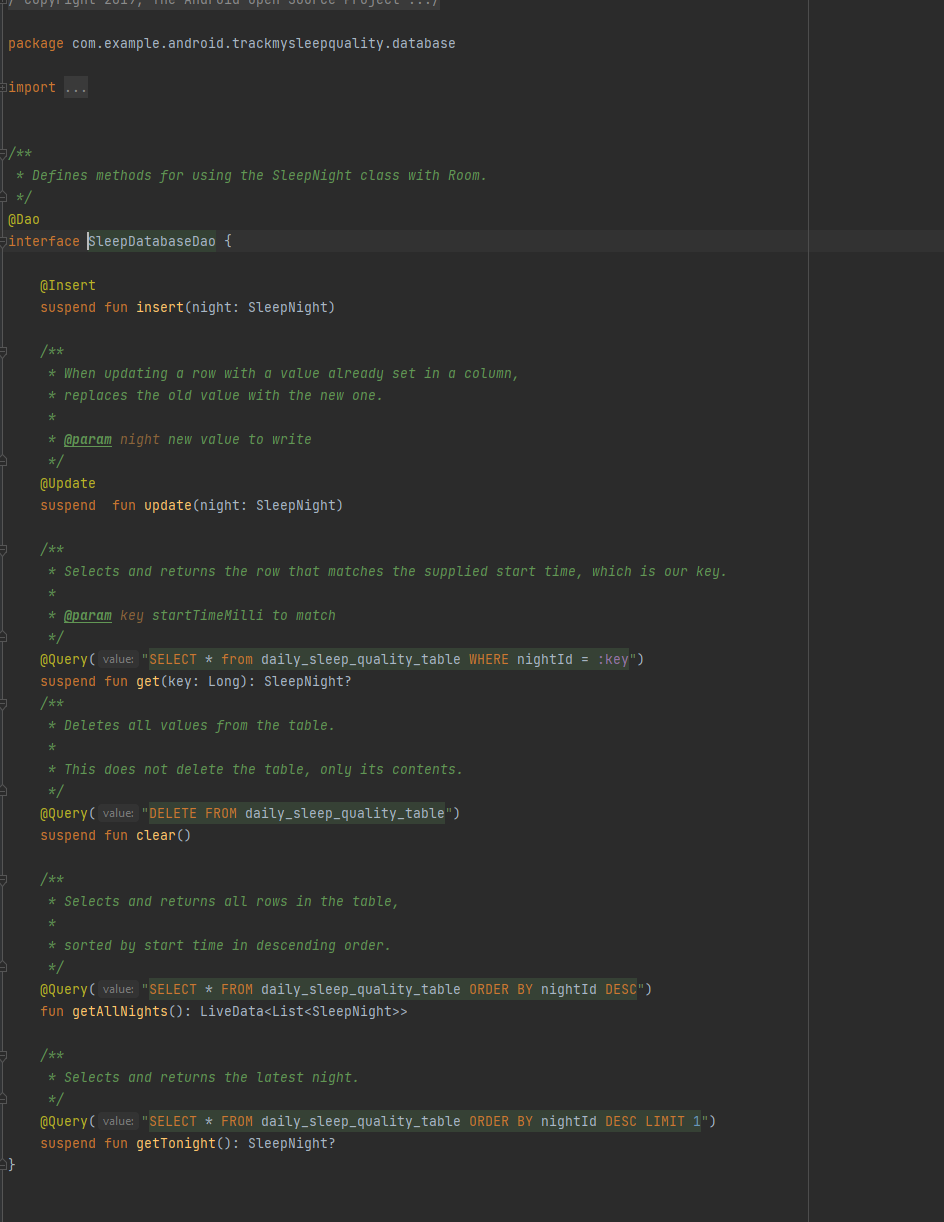 / Copyright 2019, The Android Open Source Project .../
package com.example.android.trackmysleepquality.database
import ...
/**
* Defines methods for using the SleepNight class with Room.
*/
@Dao
interface SleepDatabaseDao {
@Insert
suspend fun insert(night: SleepNight)
/**
* When updating a row with a value already set in a column,
* replaces the old value with the new one.
*
* @param night new value to write
*/
@Update
suspend  fun update(night: SleepNight)
/**
* Selects and returns the row that matches the supplied start time, which is our key.
*
* @param key startTimeMilli to match
*/
@Query( value: "SELECT * from daily_sleep_quality_table WHERE nightId = :key")
suspend fun get(key: Long): SleepNight?
/**
* Deletes all values from the table.
*
* This does not delete the table, only its contents.
*/
@Query( value: "DELETE FROM daily_sleep_quality_table")
suspend fun clear()
/**
* Selects and returns all rows in the table,
*
* sorted by start time in descending order.
*/
@Query( value: "SELECT * FROM daily_sleep_quality_table ORDER BY nightId DESC")
fun getAllNights(): LiveData<List<SleepNight>>
/**
* Selects and returns the latest night.
*/
@Query( value: "SELECT * FROM daily_sleep_quality_table ORDER BY nightId DESC LIMIT 1")
suspend fun getTonight(): SleepNight?
}